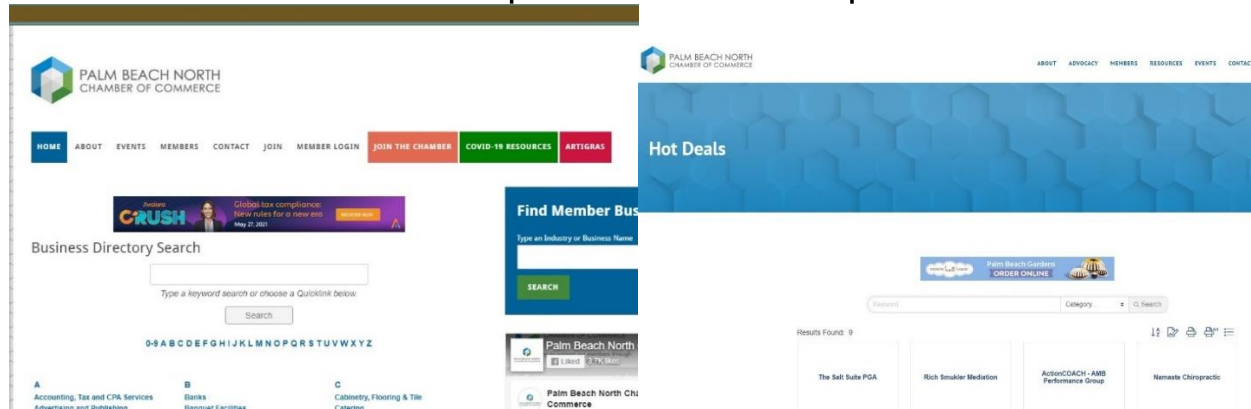 PALM BEACH NORTH
CHAMBER OF COMMERCE
HOME ABOUT EVENTS MEMBERS CONTACT JOIN MEMBER LOGIN JOIN THE CHAMBER COVID-19 RESOURCES ARTIGRAS
Avalara
CRUSH
Global tax compliance:
New rules for a new era
May 27, 2021
REGISTER NOW
Business Directory Search
Type a keyword search or choose a Quicklink below.
Search
0-9 A B C D E F G H I J K L M N O P Q R S T U V W X Y Z
A B C
Accounting, Tax and CPA Services Banks Cabinetry, Flooring & Tile
Advertising and Publishing Banquet Facilities Catering
Find Member Bus
Type an Industry or Business Name
SEARCH
Palm Beach North
Liked 3.7K likes
Palm Beach North Cha
Commerce
PALM BEACH NORTH
CHAMBER OF COMMERCE
ABOUT ADVOCACY MEMBERS RESOURCES EVENTS CONTAC
Hot Deals
Palm Beach Gardens
ORDER ONLINE
Keyword Category Search
Results Found: 9
The Salt Suite PGA
Rich Smukler Mediation
ActionCOACH - AMB
Performance Group
Namaste Chiropractic